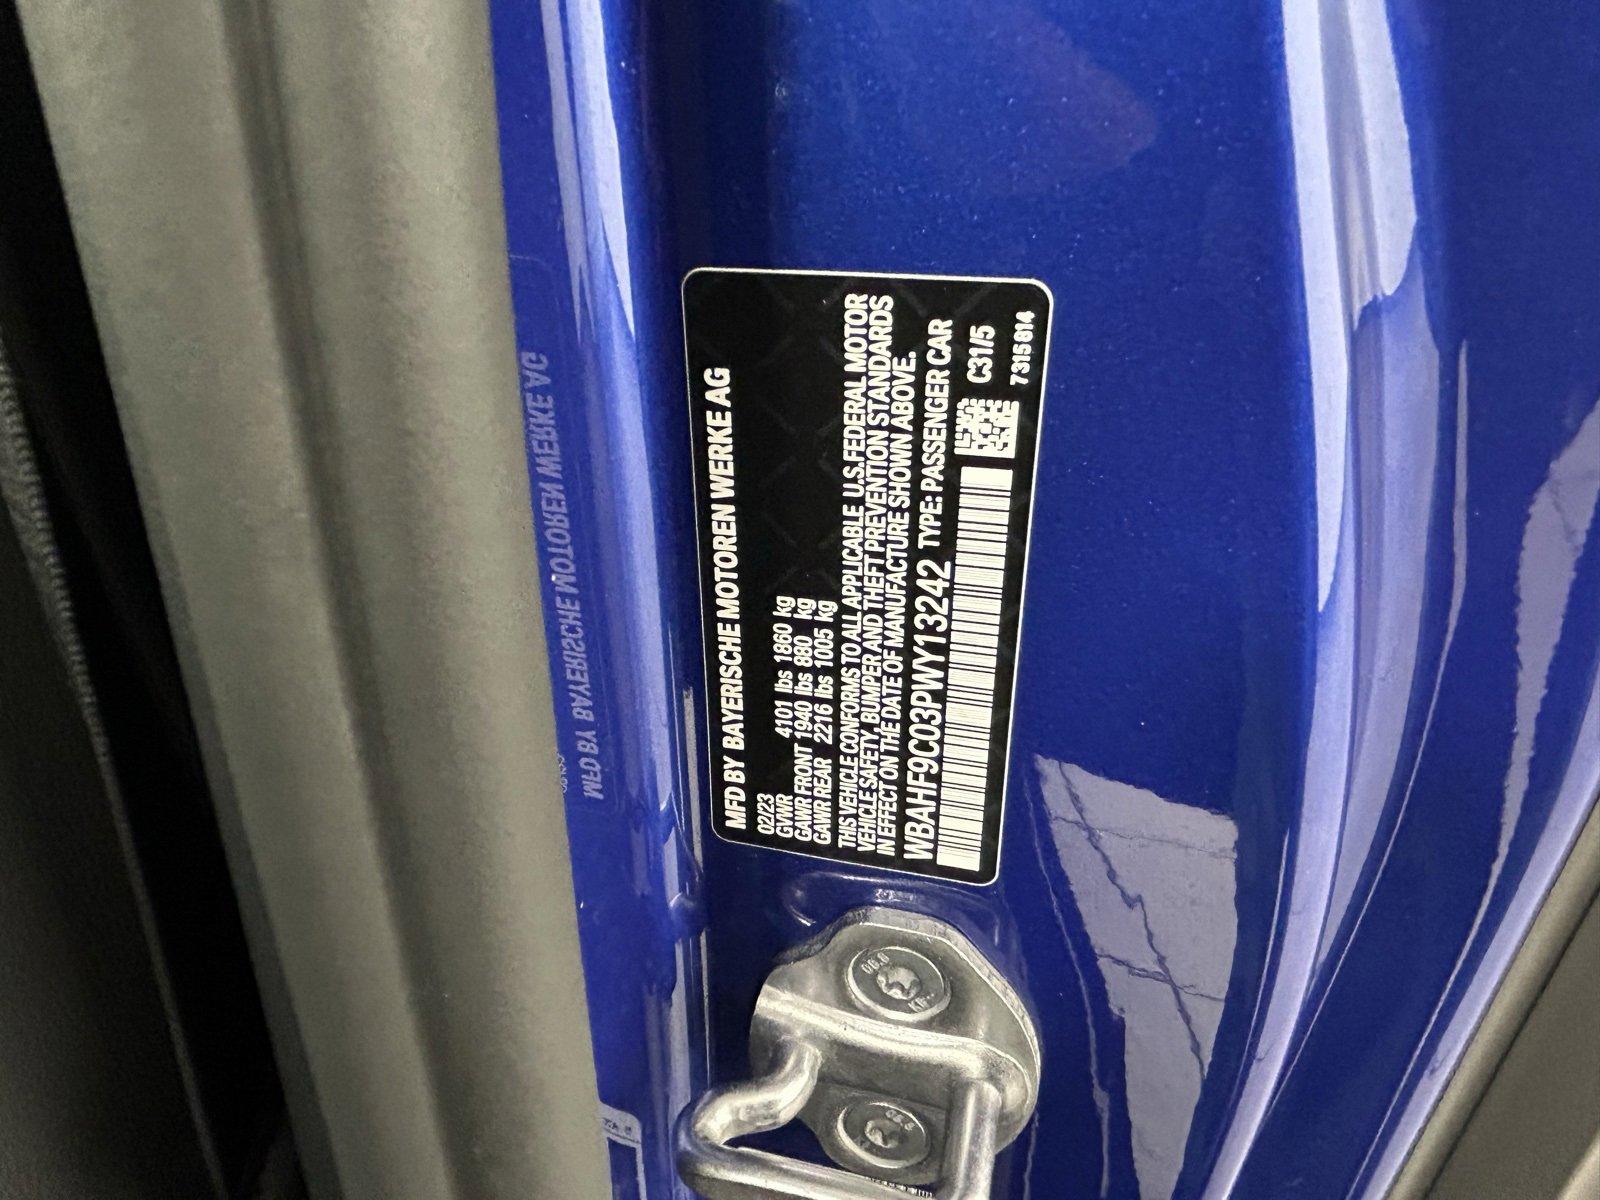 MFD BY BAYERISCHE MOTOREN WERKE AG
02/23
GVWR 4101 lbs 1860 kg
GAWR FRONT 1940 lbs 880 kg
GAWR REAR 2216 lbs 1005 kg
THIS VEHICLE CONFORMS TO ALL APPLICABLE U.S.FEDERAL MOTOR
VEHICLE SAFETY, BUMPER AND THEFT PREVENTION STANDARDS
IN EFFECT ON THE DATE OF MANUFACTURE SHOWN ABOVE.
WBAHF9C03PWY13242 TYPE: PASSENGER CAR
C31/5
7315614
MFD BY BAYERISCHE MOTOREN WERKE AG